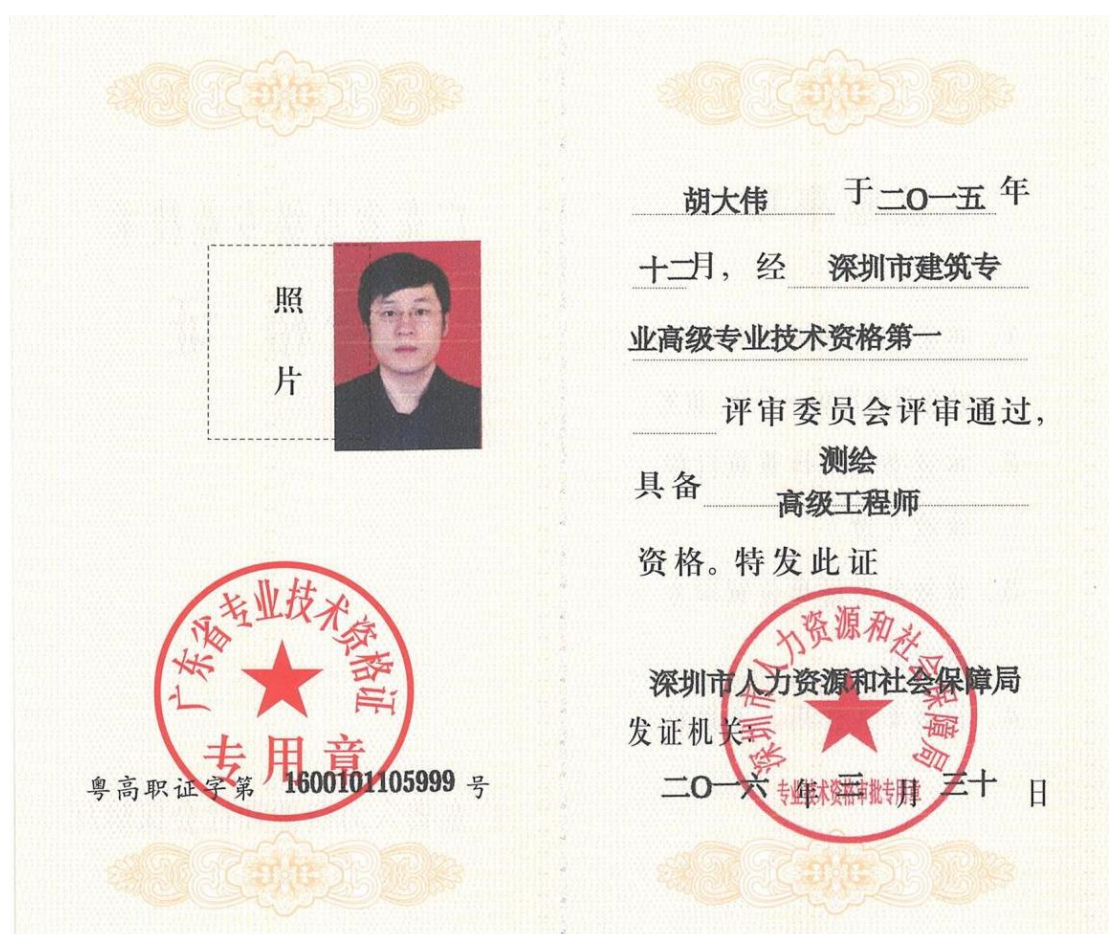 照
片
广东省专业技术资格证
专用章
粤高职证字第 1600101105999 号
胡大伟 于二O一五年
十二月，经 深圳市建筑专
业高级专业技术资格第一
评审委员会评审通过，
具备 测绘
高级工程师
资格。特发此证
深圳市人力资源和社会保障局
深圳市人力资源和社会保障局
发证机关：
专业技术资格审批专用章
二O一六 年 三 月 三十 日